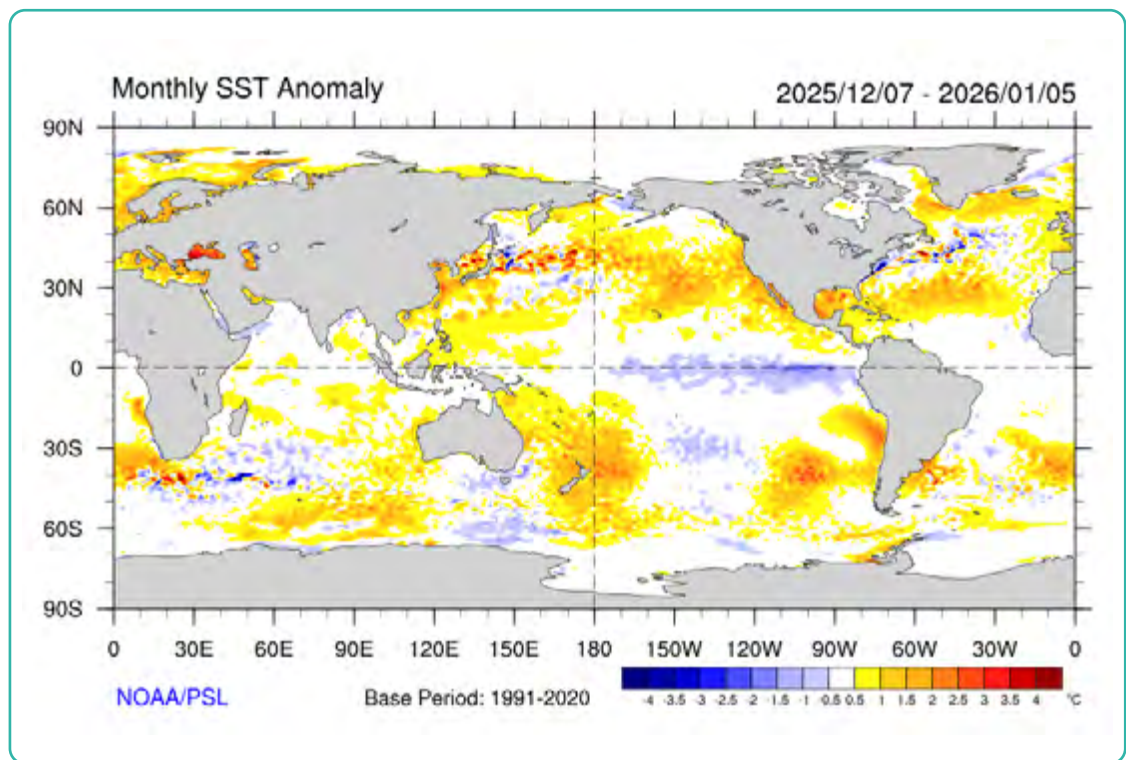 Monthly SST Anomaly
2025/12/07 - 2026/01/05
90N
60N
30N
0
30S
60S
90S
0 30E 60E 90E 120E 150E 180 150W 120W 90W 60W 30W 0
NOAA/PSL
Base Period: 1991-2020
-4 -3.5 -3 -2.5 -2 -1.5 -1 -0.5 0.5 1 1.5 2 2.5 3 3.5 4 °C